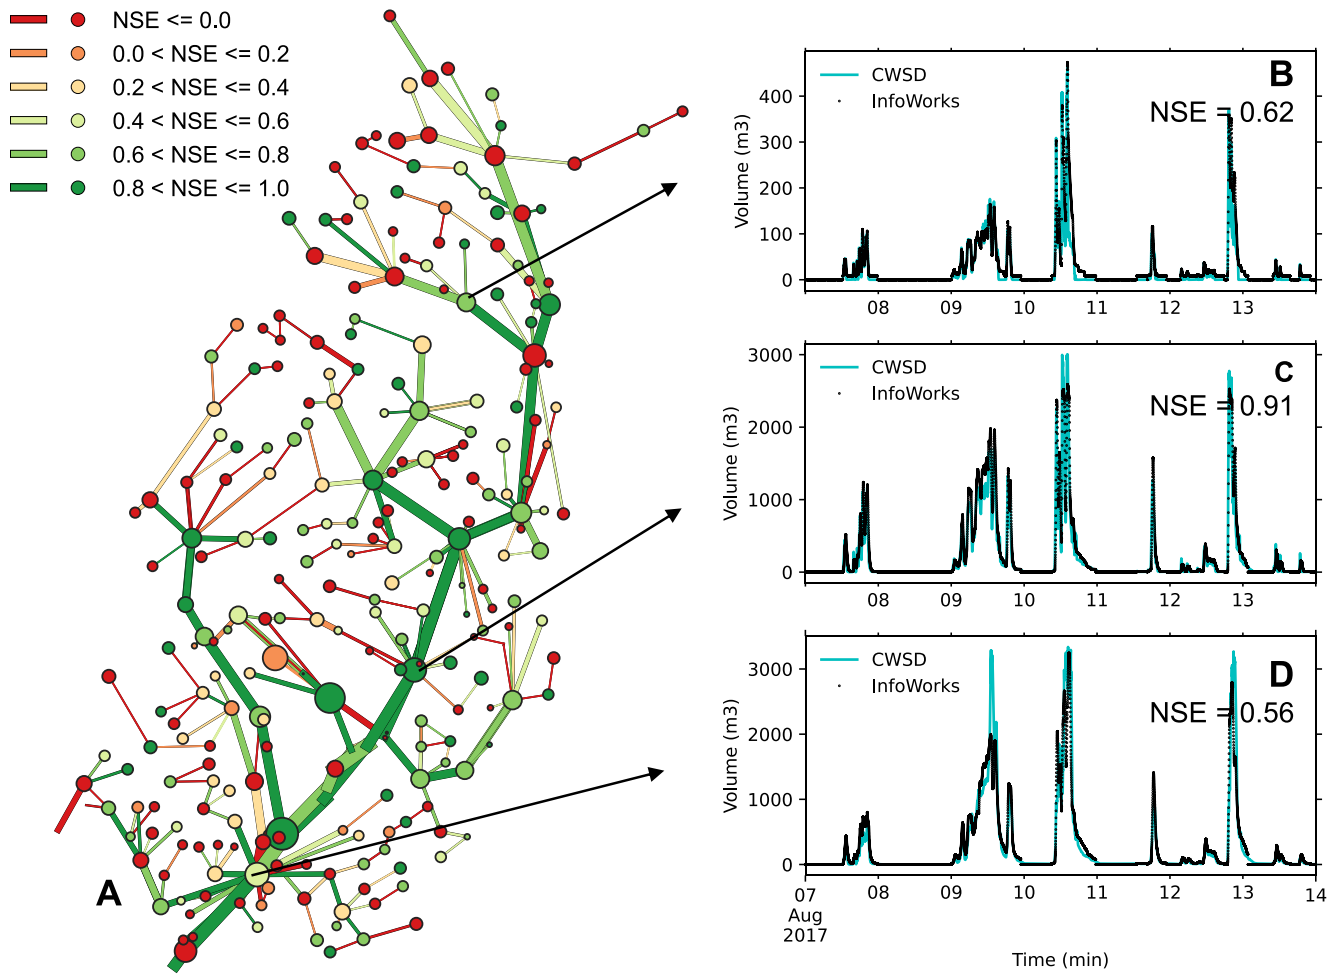 NSE <= 0.0
0.0 < NSE <= 0.2
0.2 < NSE <= 0.4
0.4 < NSE <= 0.6
0.6 < NSE <= 0.8
0.8 < NSE <= 1.0
A
B
CWSD
InfoWorks
NSE = 0.62
Volume (m3)
400
300
200
100
0
08 09 10 11 12 13
C
CWSD
InfoWorks
NSE = 0.91
Volume (m3)
3000
2000
1000
0
08 09 10 11 12 13
D
CWSD
InfoWorks
NSE = 0.56
Volume (m3)
3000
2000
1000
0
07 08 09 10 11 12 13 14
Aug
2017
Time (min)